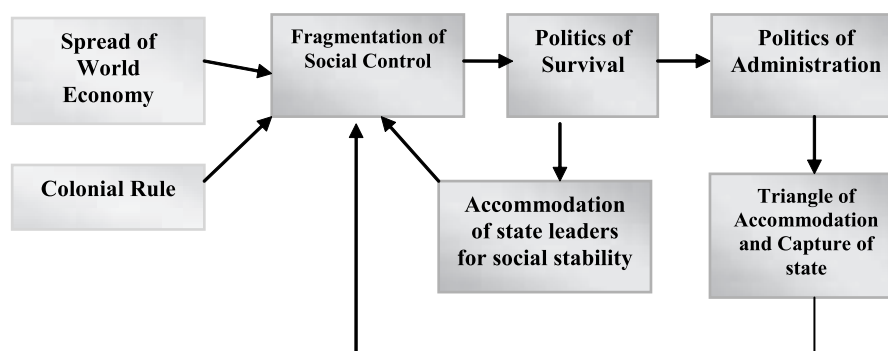 Spread of
World
Economy
Fragmentation of
Social Control
Politics of
Survival
Politics of
Administration
Colonial Rule
Accommodation
of state leaders
for social stability
Triangle of
Accommodation
and Capture of
state